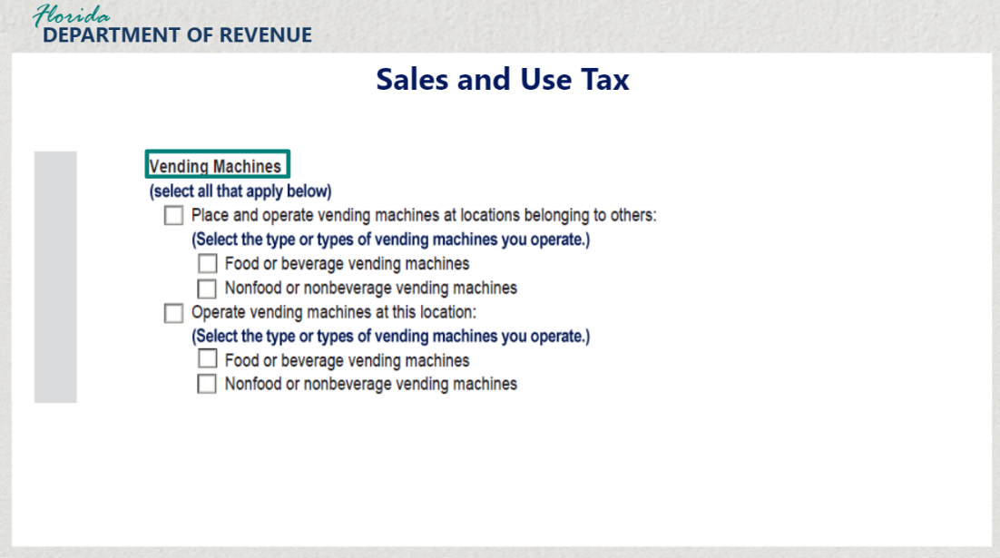 Florida
DEPARTMENT OF REVENUE
Sales and Use Tax
Vending Machines
(select all that apply below)
Place and operate vending machines at locations belonging to others:
(Select the type or types of vending machines you operate.)
Food or beverage vending machines
Nonfood or nonbeverage vending machines
Operate vending machines at this location:
(Select the type or types of vending machines you operate.)
Food or beverage vending machines
Nonfood or nonbeverage vending machines